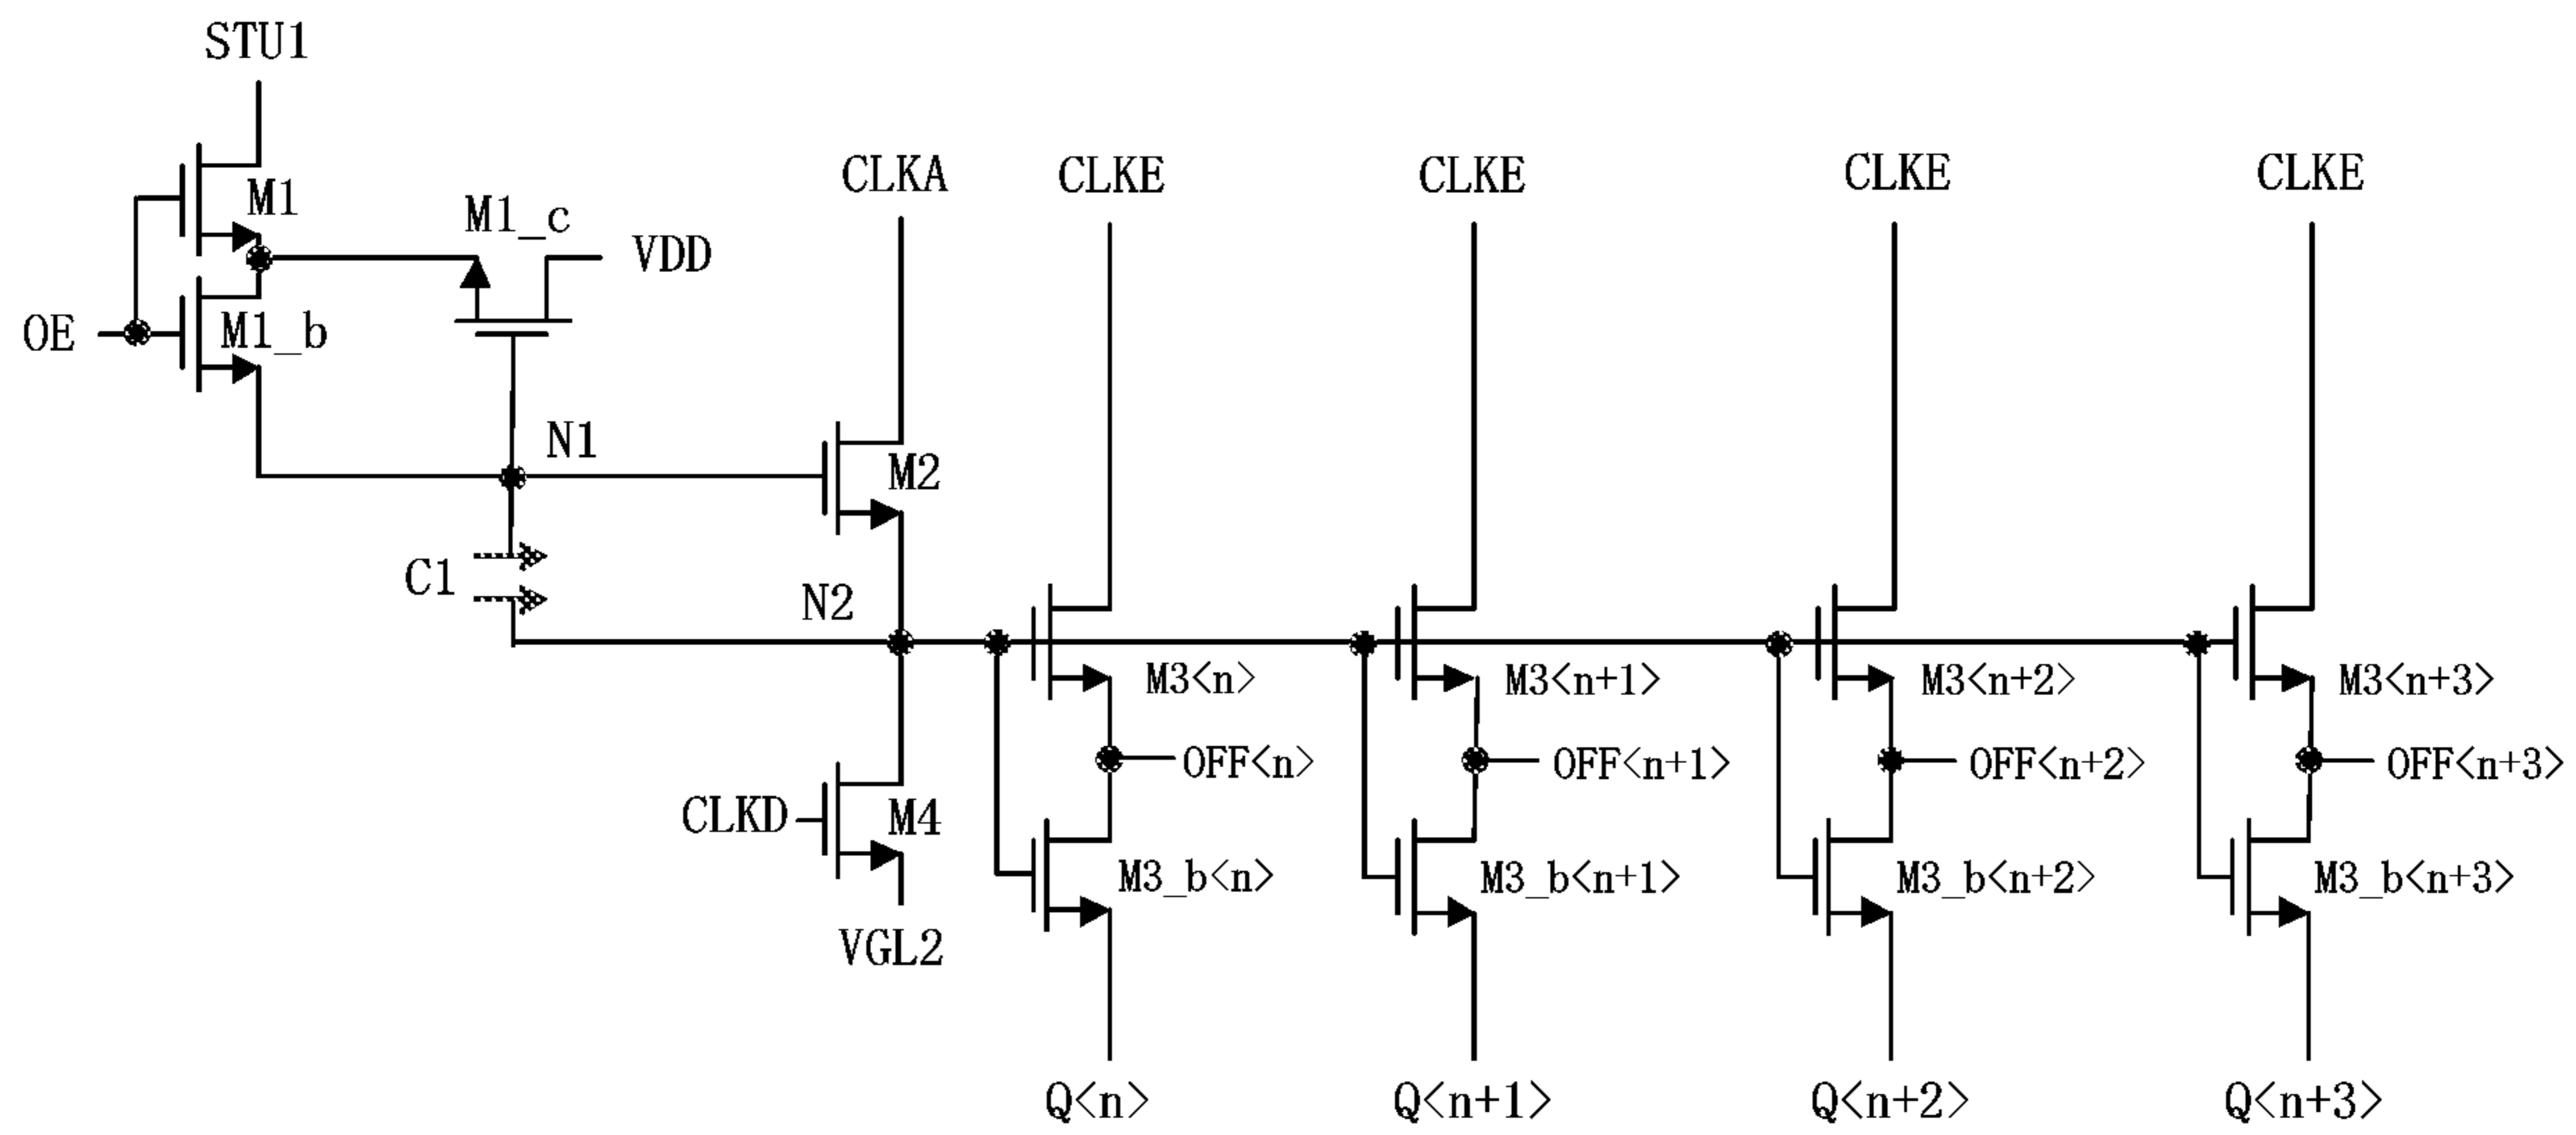 STU1
CLKA
CLKE
CLKE
CLKE
CLKE
M1
M1_c
VDD
OE
M1_b
N1
M2
C1
N2
M3<n>
M3<n+1>
M3<n+2>
M3<n+3>
OFF<n>
OFF<n+1>
OFF<n+2>
OFF<n+3>
CLKD
M4
M3_b<n>
M3_b<n+1>
M3_b<n+2>
M3_b<n+3>
VGL2
Q<n>
Q<n+1>
Q<n+2>
Q<n+3>